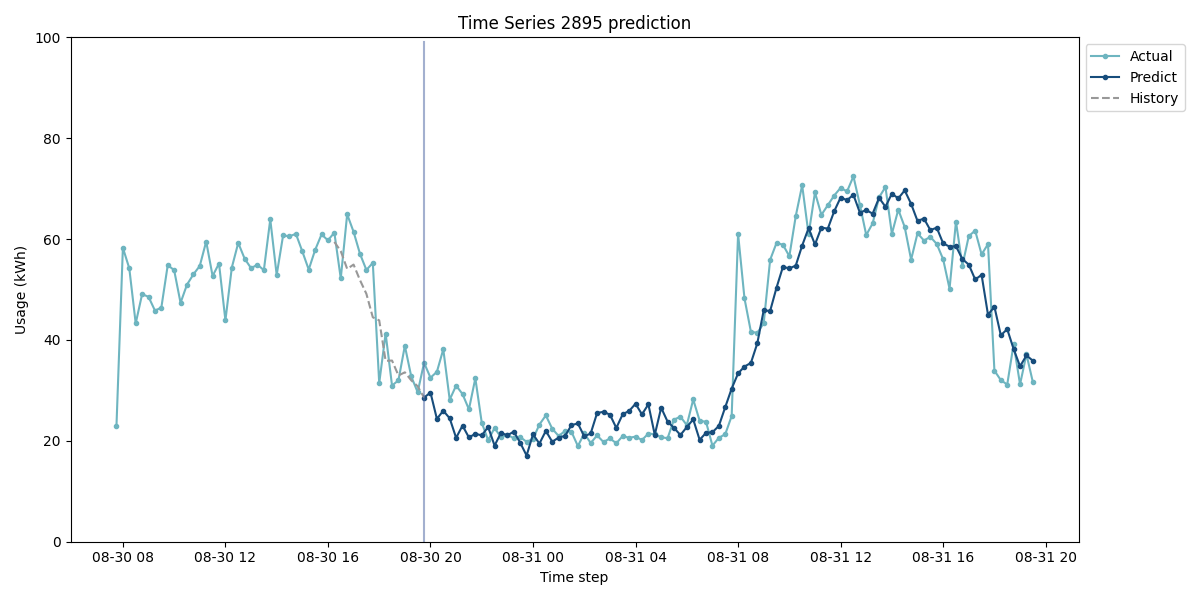 Time Series 2895 prediction
100
80
60
40
20
0
Usage (kWh)
08-30 08
08-30 12
08-30 16
08-30 20
08-31 00
08-31 04
08-31 08
08-31 12
08-31 16
08-31 20
Time step
Actual
Predict
History